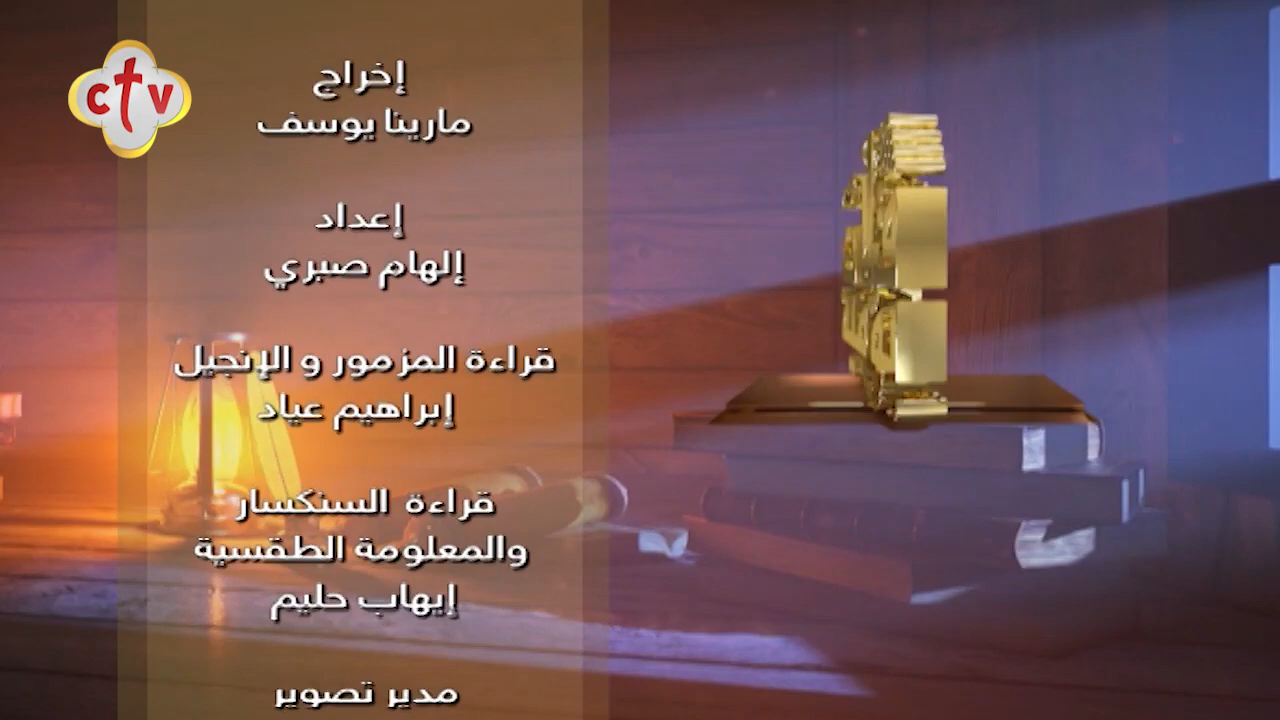 ctv
إخراج
مارينا يوسف
إعداد
إلهام صبري
قراءة المزمور و الإنجيل
إبراهيم عياد
قراءة السنكسار
والمعلومة الطقسية
إيهاب حليم
مدير تصوير